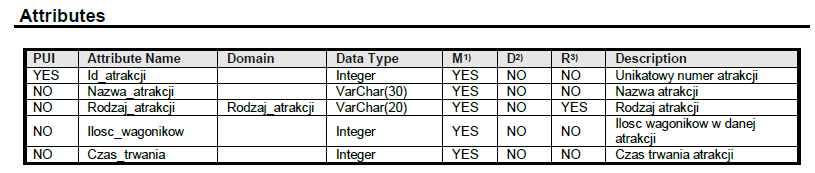 Attributes
PUI Attribute Name Domain Data Type M1) D2) R3) Description
YES Id_atrakcji Integer YES NO NO Unikatowy numer atrakcji
NO Nazwa_atrakcji VarChar(30) YES NO NO Nazwa atrakcji
NO Rodzaj_atrakcji Rodzaj_atrakcji VarChar(20) YES NO YES Rodzaj atrakcji
NO Ilosc_wagonikow Integer YES NO NO Ilosc wagonikow w danej
atrakcji
NO Czas_trwania Integer YES NO NO Czas trwania atrakcji